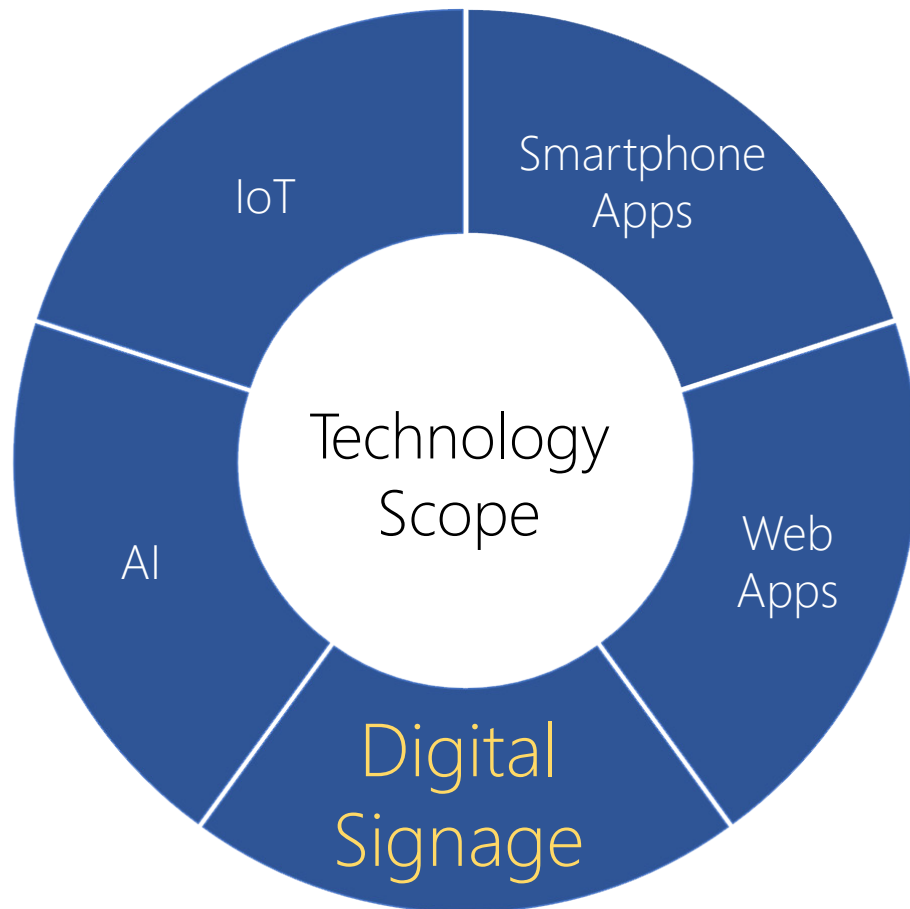 IoT
Smartphone
Apps
Technology
Scope
AI
Web
Apps
Digital
Signage